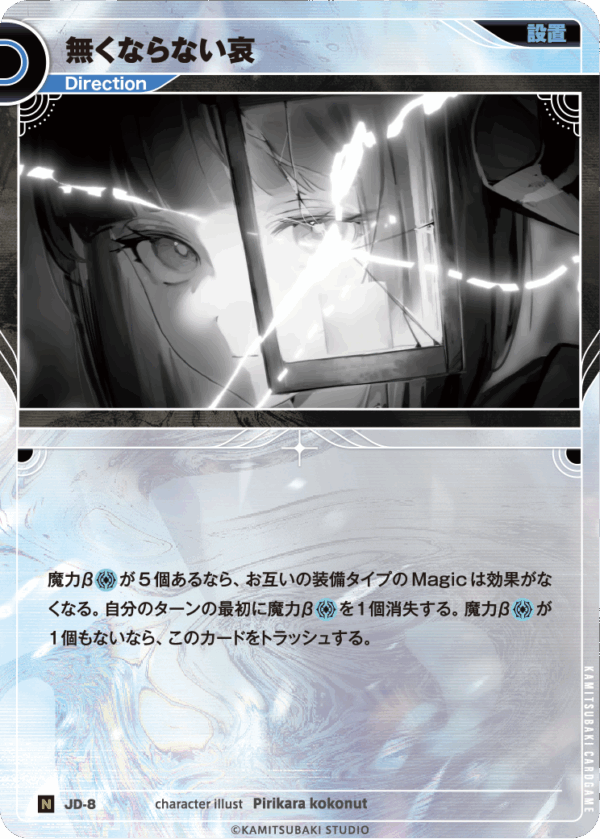 無くならない哀
設置
Direction
魔力β が５個あるなら、お互いの装備タイプのMagicは効果がな
くなる。自分のターンの最初に魔力β を１個消失する。魔力β が
１個もないなら、このカードをトラッシュする。
KAMITSUBAKI CARDGAME
N JD-8 character illust Pirikara kokonut
©KAMITSUBAKI STUDIO